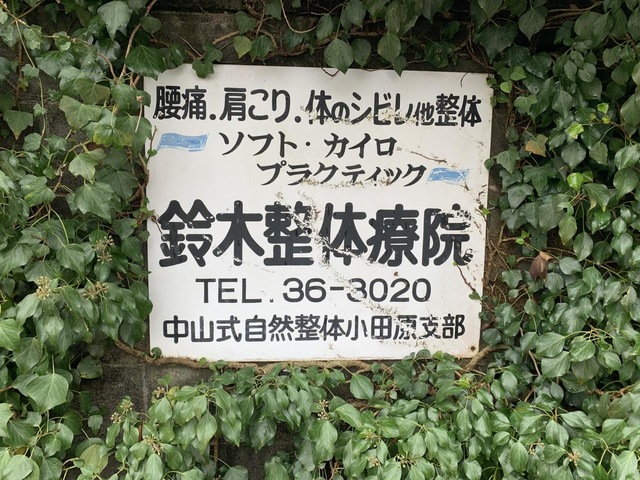 腰痛.肩こり.体のシビレ他整体
ソフト・カイロ
プラクティック
鈴木整体療院
TEL. 36-3020
中山式自然整体小田原支部